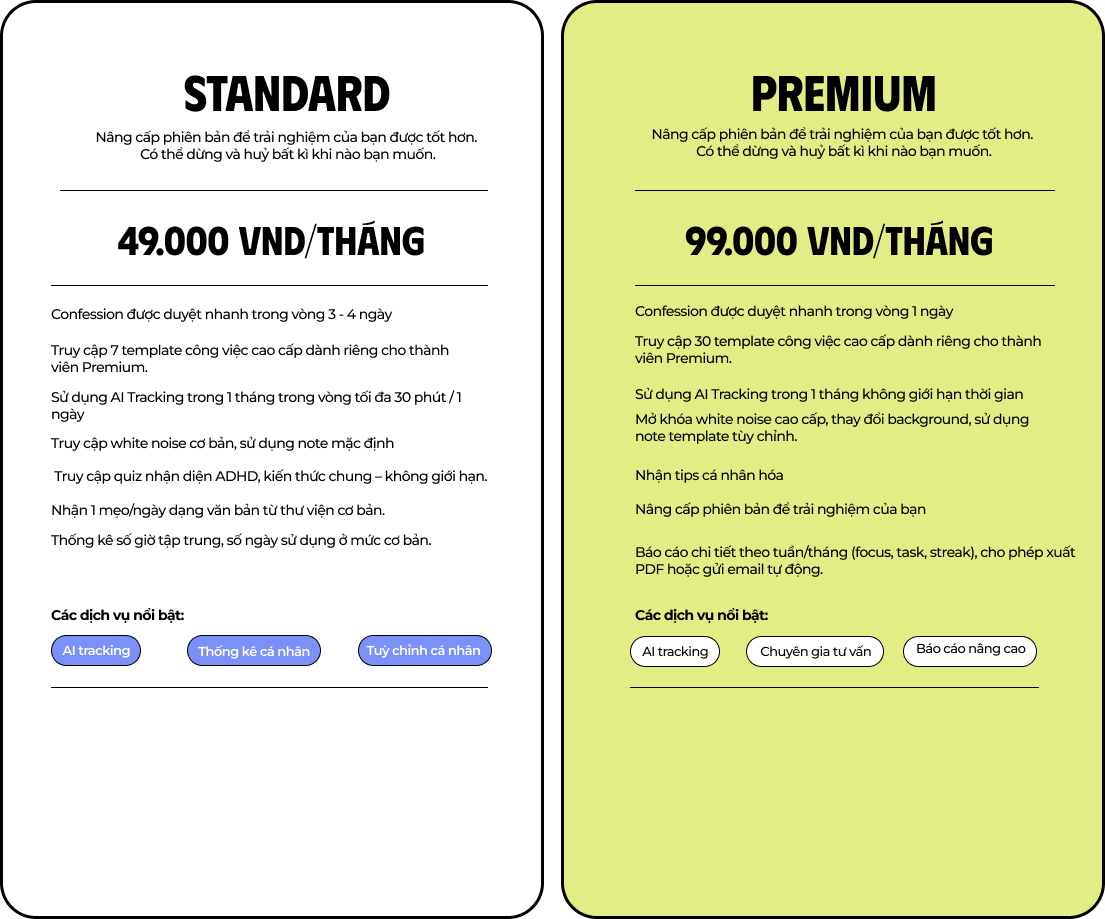 STANDARD
Nâng cấp phiên bản để trải nghiệm của bạn được tốt hơn.
Có thể dừng và huỷ bất kì khi nào bạn muốn.
49.000 VND/THÁNG
Confession được duyệt nhanh trong vòng 3 - 4 ngày
Truy cập 7 template công việc cao cấp dành riêng cho thành
viên Premium.
Sử dụng AI Tracking trong 1 tháng trong vòng tối đa 30 phút / 1
ngày
Truy cập white noise cơ bản, sử dụng note mặc định
Truy cập quiz nhận diện ADHD, kiến thức chung – không giới hạn.
Nhận 1 mẹo/ngày dạng văn bản từ thư viện cơ bản.
Thống kê số giờ tập trung, số ngày sử dụng ở mức cơ bản.
Các dịch vụ nổi bật:
AI tracking
Thống kê cá nhân
Tuỳ chỉnh cá nhân
PREMIUM
Nâng cấp phiên bản để trải nghiệm của bạn được tốt hơn.
Có thể dừng và huỷ bất kì khi nào bạn muốn.
99.000 VND/THÁNG
Confession được duyệt nhanh trong vòng 1 ngày
Truy cập 30 template công việc cao cấp dành riêng cho thành
viên Premium.
Sử dụng AI Tracking trong 1 tháng không giới hạn thời gian
Mở khóa white noise cao cấp, thay đổi background, sử dụng
note template tùy chỉnh.
Nhận tips cá nhân hóa
Nâng cấp phiên bản để trải nghiệm của bạn
Báo cáo chi tiết theo tuần/tháng (focus, task, streak), cho phép xuất
PDF hoặc gửi email tự động.
Các dịch vụ nổi bật:
AI tracking
Chuyên gia tư vấn
Báo cáo nâng cao